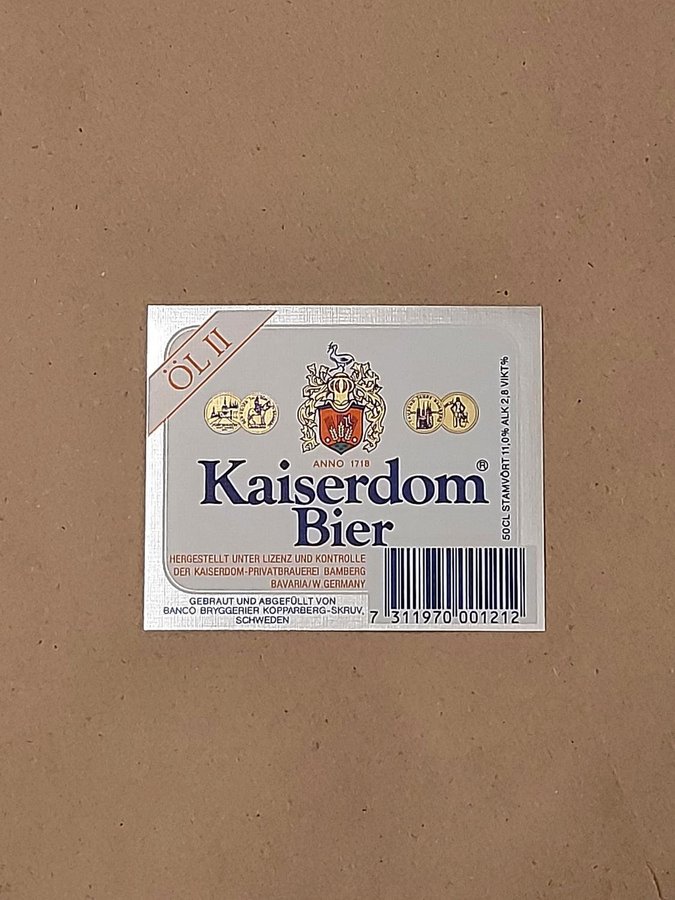 ÖL II
ANNO 1718
Kaiserdom®
Bier
50CL STAMVÖRT 11,0% ALK 2,8 VIKT%
HERGESTELLT UNTER LIZENZ UND KONTROLLE
DER KAISERDOM-PRIVATBRAUEREI BAMBERG
BAVARIA/W.GERMANY
GEBRAUT UND ABGEFÜLLT VON
BANCO BRYGGERIER KOPPARBERG-SKRUV,
SCHWEDEN
7 311970 001212